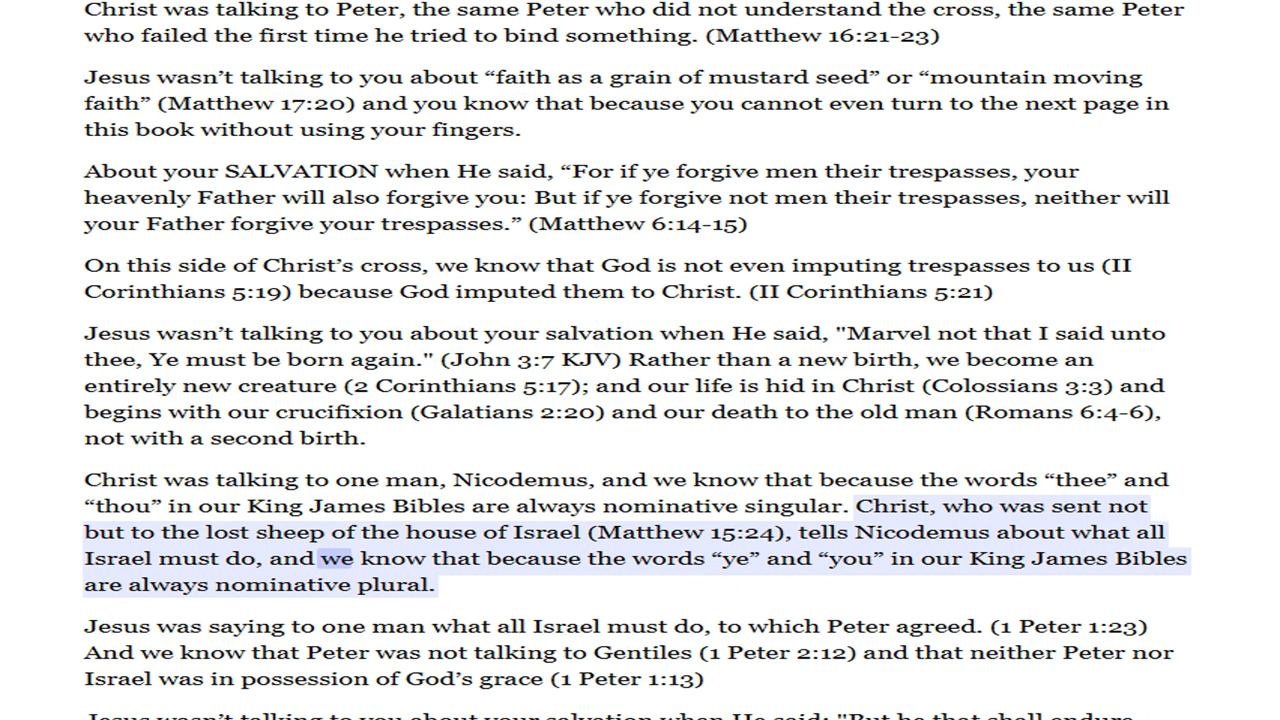 Christ was talking to Peter, the same Peter who did not understand the cross, the same Peter
who failed the first time he tried to bind something. (Matthew 16:21-23)
Jesus wasn’t talking to you about “faith as a grain of mustard seed” or “mountain moving
faith” (Matthew 17:20) and you know that because you cannot even turn to the next page in
this book without using your fingers.
About your SALVATION when He said, “For if ye forgive men their trespasses, your
heavenly Father will also forgive you: But if ye forgive not men their trespasses, neither will
your Father forgive your trespasses.” (Matthew 6:14-15)
On this side of Christ’s cross, we know that God is not even imputing trespasses to us (II
Corinthians 5:19) because God imputed them to Christ. (II Corinthians 5:21)
Jesus wasn’t talking to you about your salvation when He said, "Marvel not that I said unto
thee, Ye must be born again." (John 3:7 KJV) Rather than a new birth, we become an
entirely new creature (2 Corinthians 5:17); and our life is hid in Christ (Colossians 3:3) and
begins with our crucifixion (Galatians 2:20) and our death to the old man (Romans 6:4-6),
not with a second birth.
Christ was talking to one man, Nicodemus, and we know that because the words “thee” and
“thou” in our King James Bibles are always nominative singular. Christ, who was sent not
but to the lost sheep of the house of Israel (Matthew 15:24), tells Nicodemus about what all
Israel must do, and we know that because the words “ye” and “you” in our King James Bibles
are always nominative plural.
Jesus was saying to one man what all Israel must do, to which Peter agreed. (1 Peter 1:23)
And we know that Peter was not talking to Gentiles (1 Peter 2:12) and that neither Peter nor
Israel was in possession of God’s grace (1 Peter 1:13)
Jesus wasn’t talking to you about your salvation when He said: "But he that shall endure